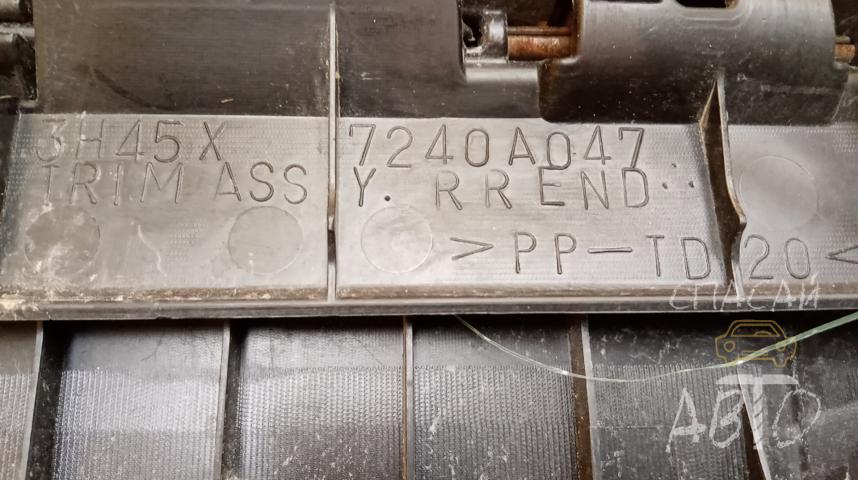 3H45X 7240A047
TRIM ASSY. RR END
>PP-TD20<
СПАСАЙ
АВТО